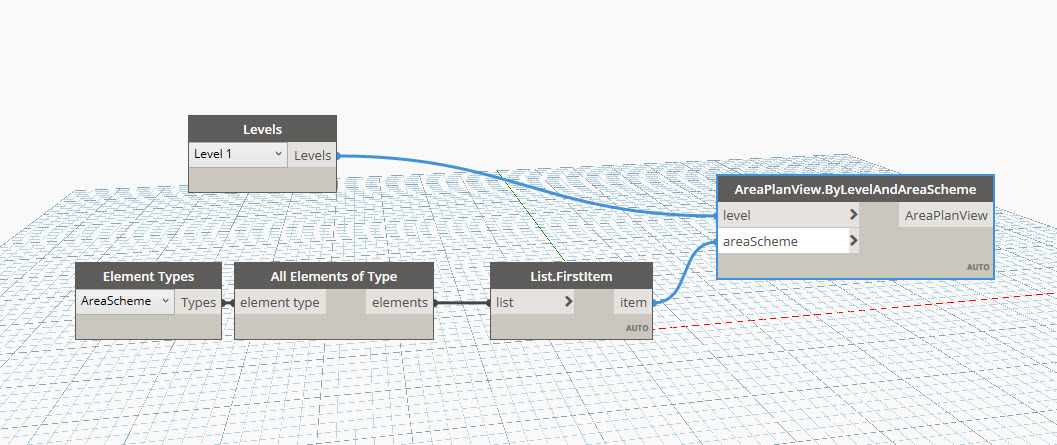 Levels
Level 1 Levels
AreaPlanView.ByLevelAndAreaScheme
level AreaPlanView
areaScheme
AUTO
Element Types
AreaScheme Types
All Elements of Type
element type elements
List.FirstItem
list item
AUTO